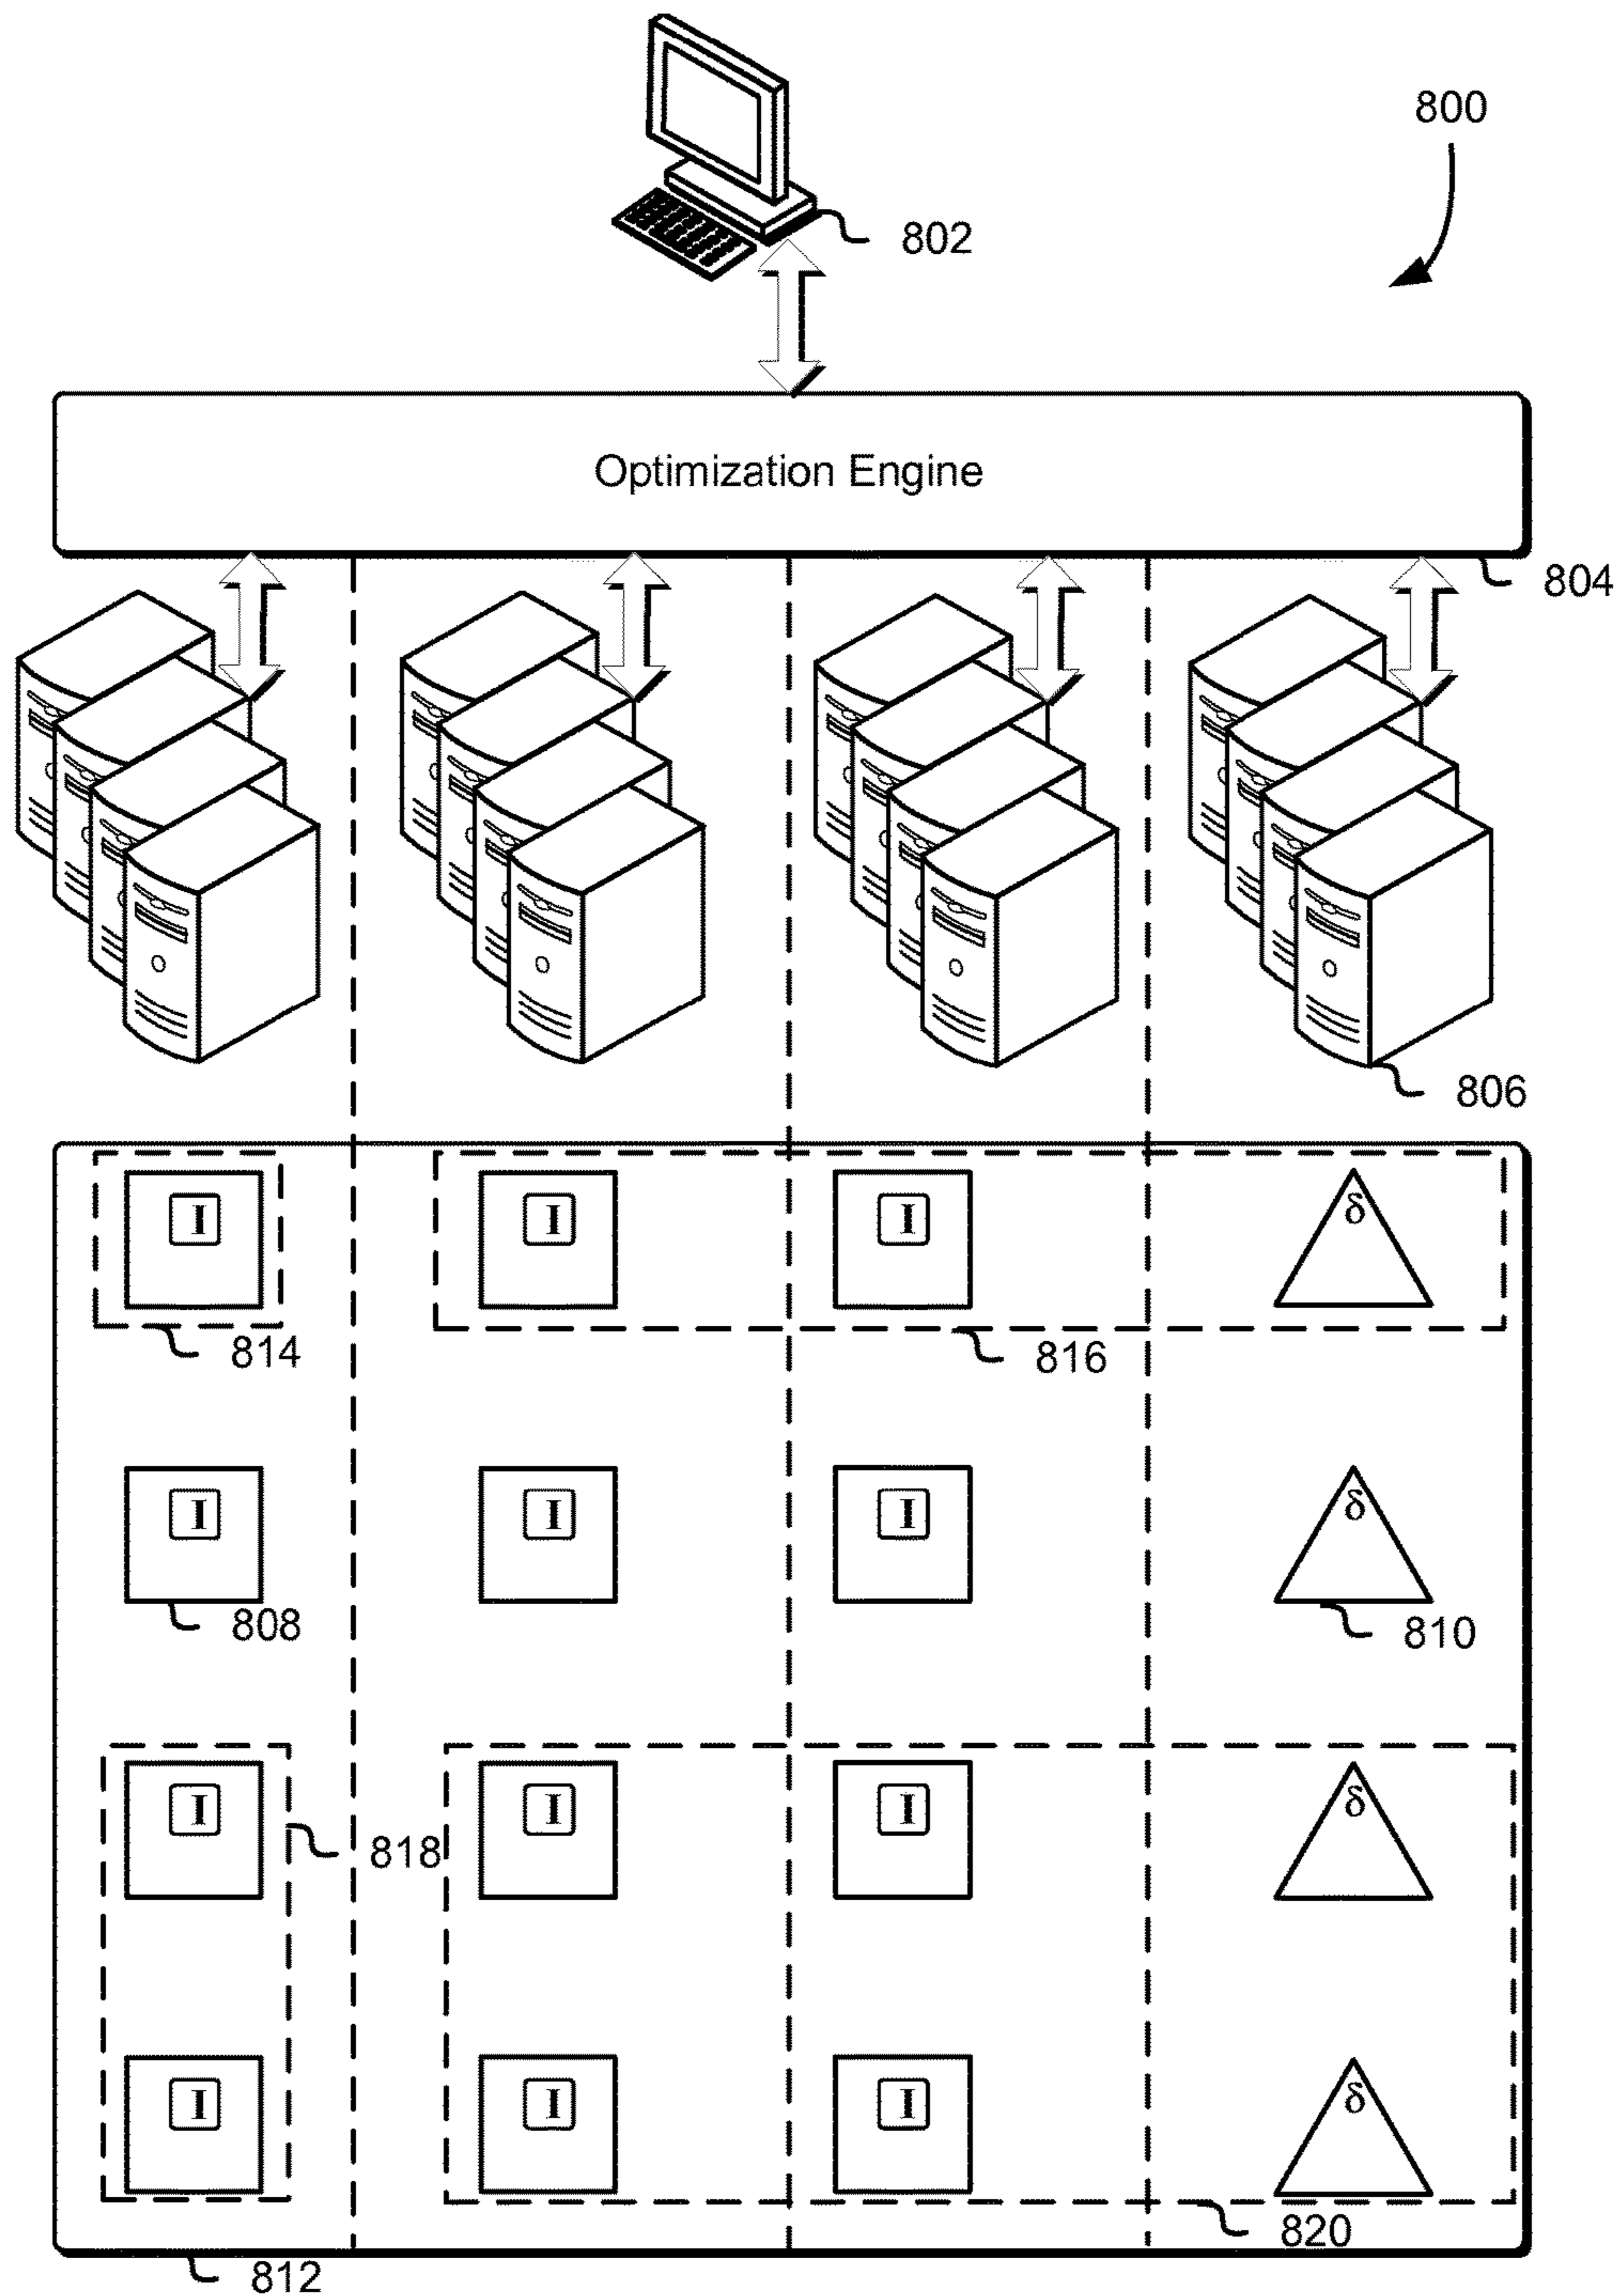 800
802
Optimization Engine
804
806
I I I δ
814 816
I I I δ
808 810
I I I δ
818
I I I δ
820
812